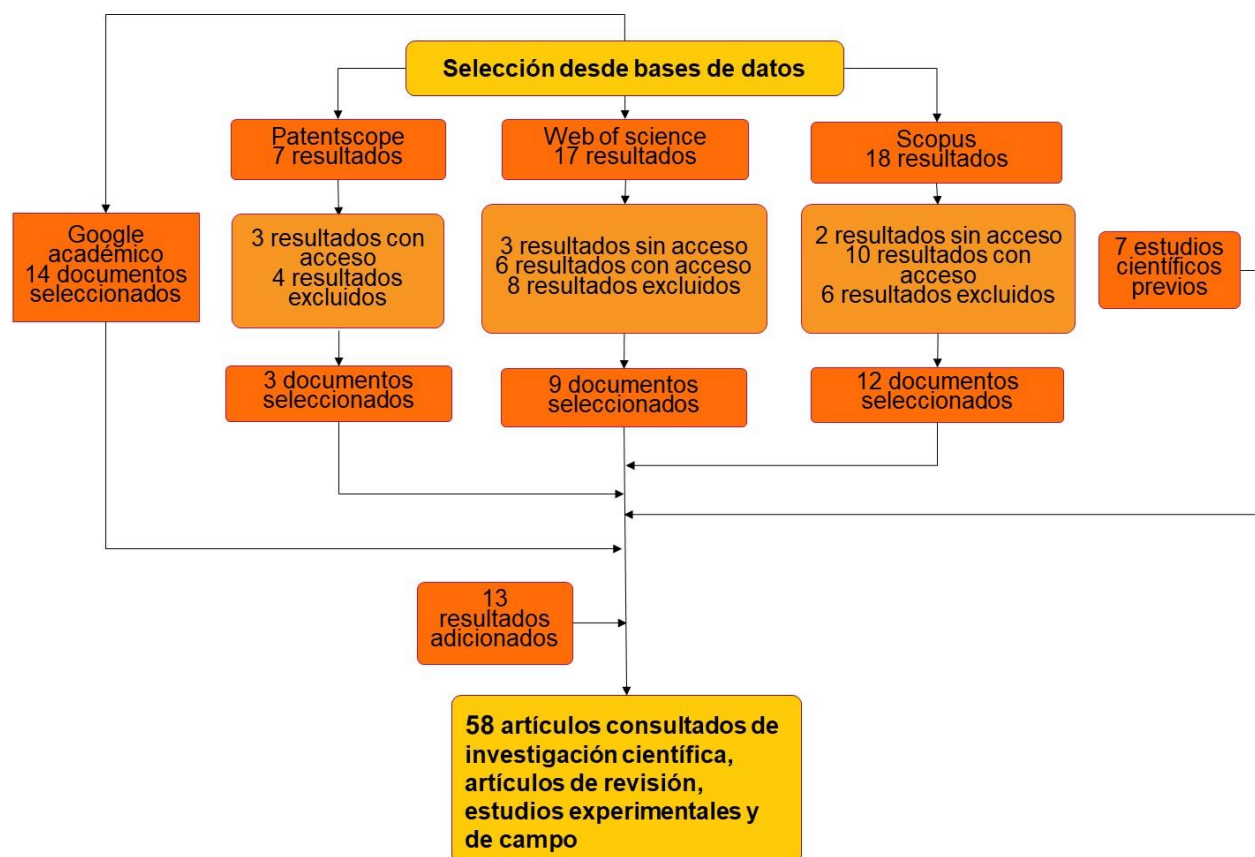 Selección desde bases de datos
Patentscope
7 resultados
Web of science
17 resultados
Scopus
18 resultados
Google
académico
14 documentos
seleccionados
3 resultados con
acceso
4 resultados
excluidos
3 resultados sin acceso
6 resultados con acceso
8 resultados excluidos
2 resultados sin acceso
10 resultados con
acceso
6 resultados excluidos
7 estudios
científicos
previos
3 documentos
seleccionados
9 documentos
seleccionados
12 documentos
seleccionados
13
resultados
adicionados
58 artículos consultados de
investigación científica,
artículos de revisión,
estudios experimentales y
de campo